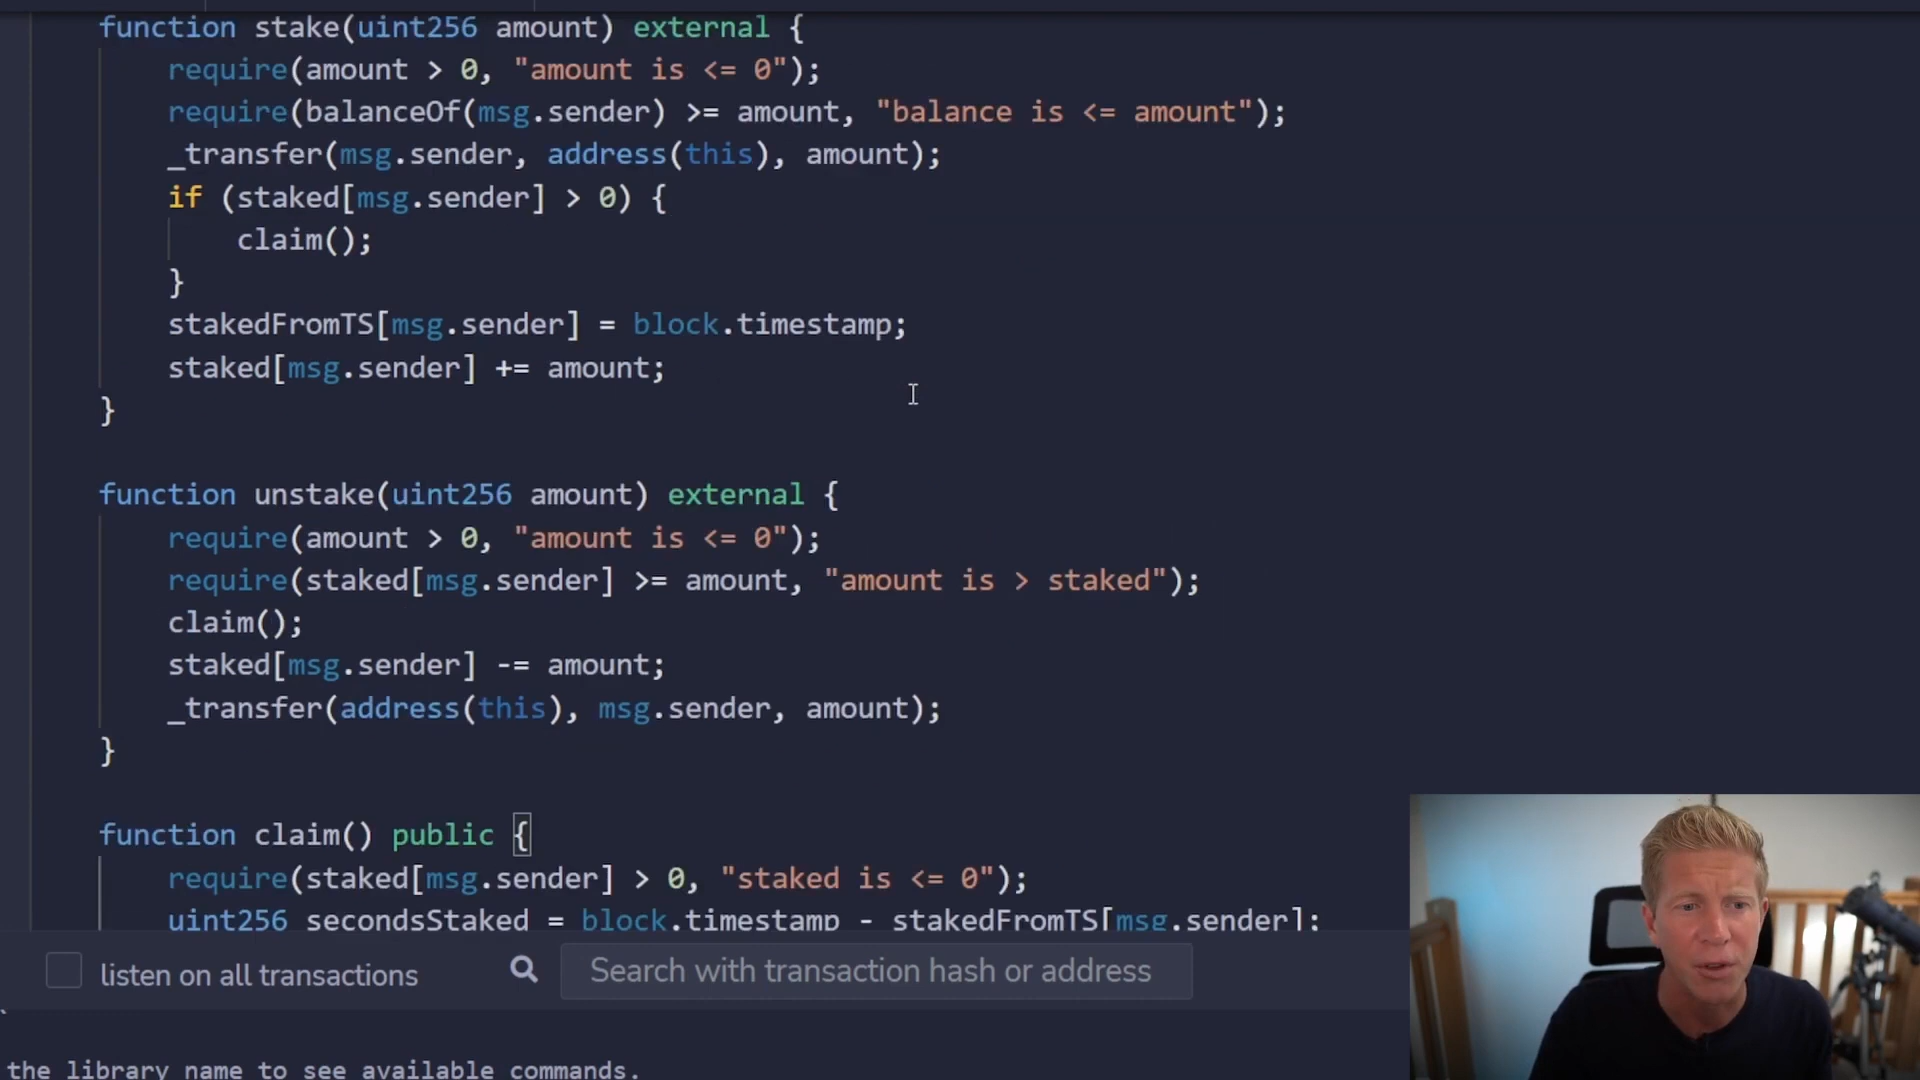 function stake(uint256 amount) external {
require(amount > 0, "amount is <= 0");
require(balanceOf(msg.sender) >= amount, "balance is <= amount");
_transfer(msg.sender, address(this), amount);
if (staked[msg.sender] > 0) {
claim();
}
stakedFromTS[msg.sender] = block.timestamp;
staked[msg.sender] += amount;
}
function unstake(uint256 amount) external {
require(amount > 0, "amount is <= 0");
require(staked[msg.sender] >= amount, "amount is > staked");
claim();
staked[msg.sender] -= amount;
_transfer(address(this), msg.sender, amount);
}
function claim() public {
require(staked[msg.sender] > 0, "staked is <= 0");
uint256 secondsStaked = block.timestamp - stakedFromTS[msg.sender];
listen on all transactions
Search with transaction hash or address
the library name to see available commands.